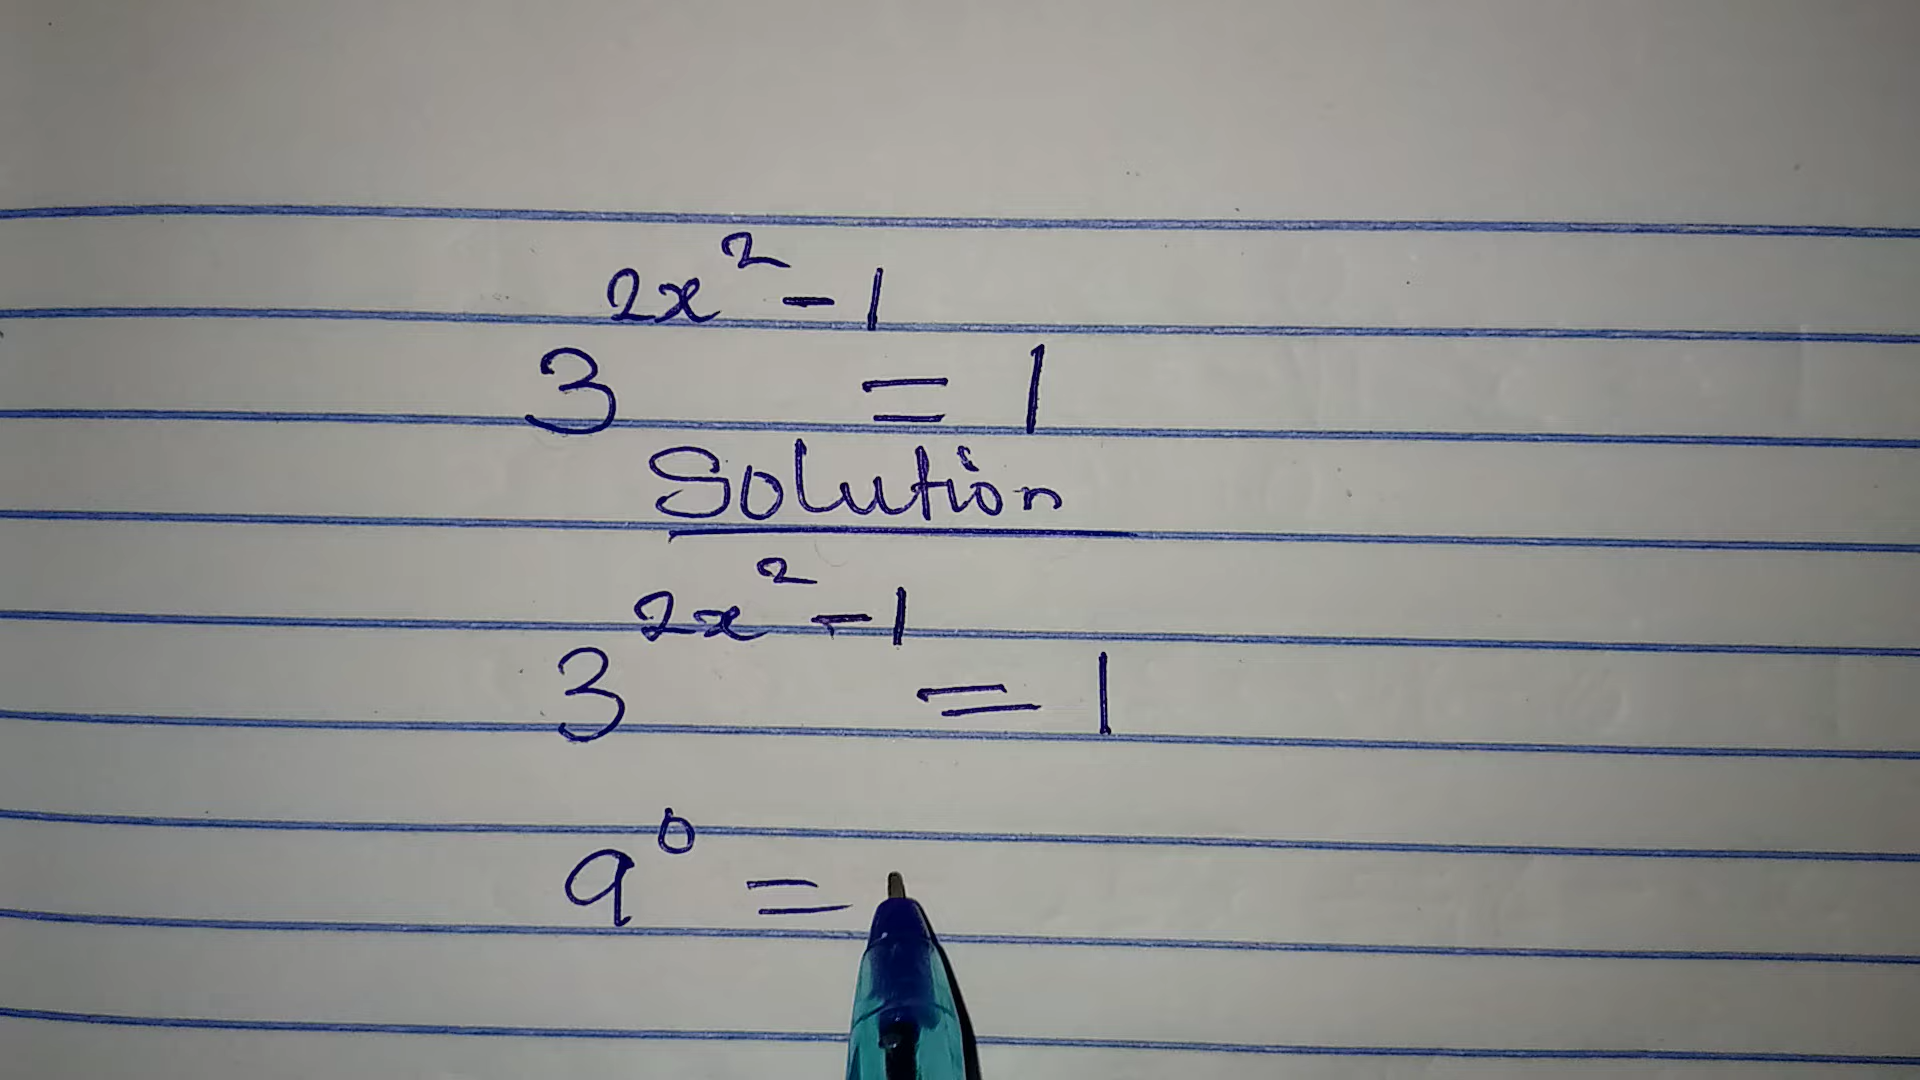 3^{2x^2 - 1} = 1
Solution
3^{2x^2 - 1} = 1
a^0 =